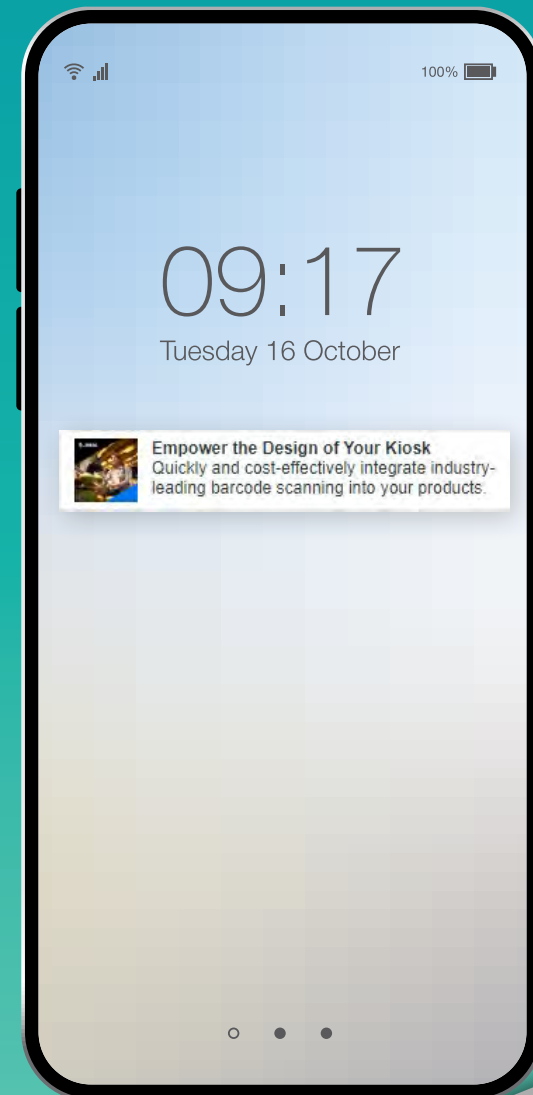 100%
09:17
Tuesday 16 October
Empower the Design of Your Kiosk
Quickly and cost-effectively integrate industry-
leading barcode scanning into your products.